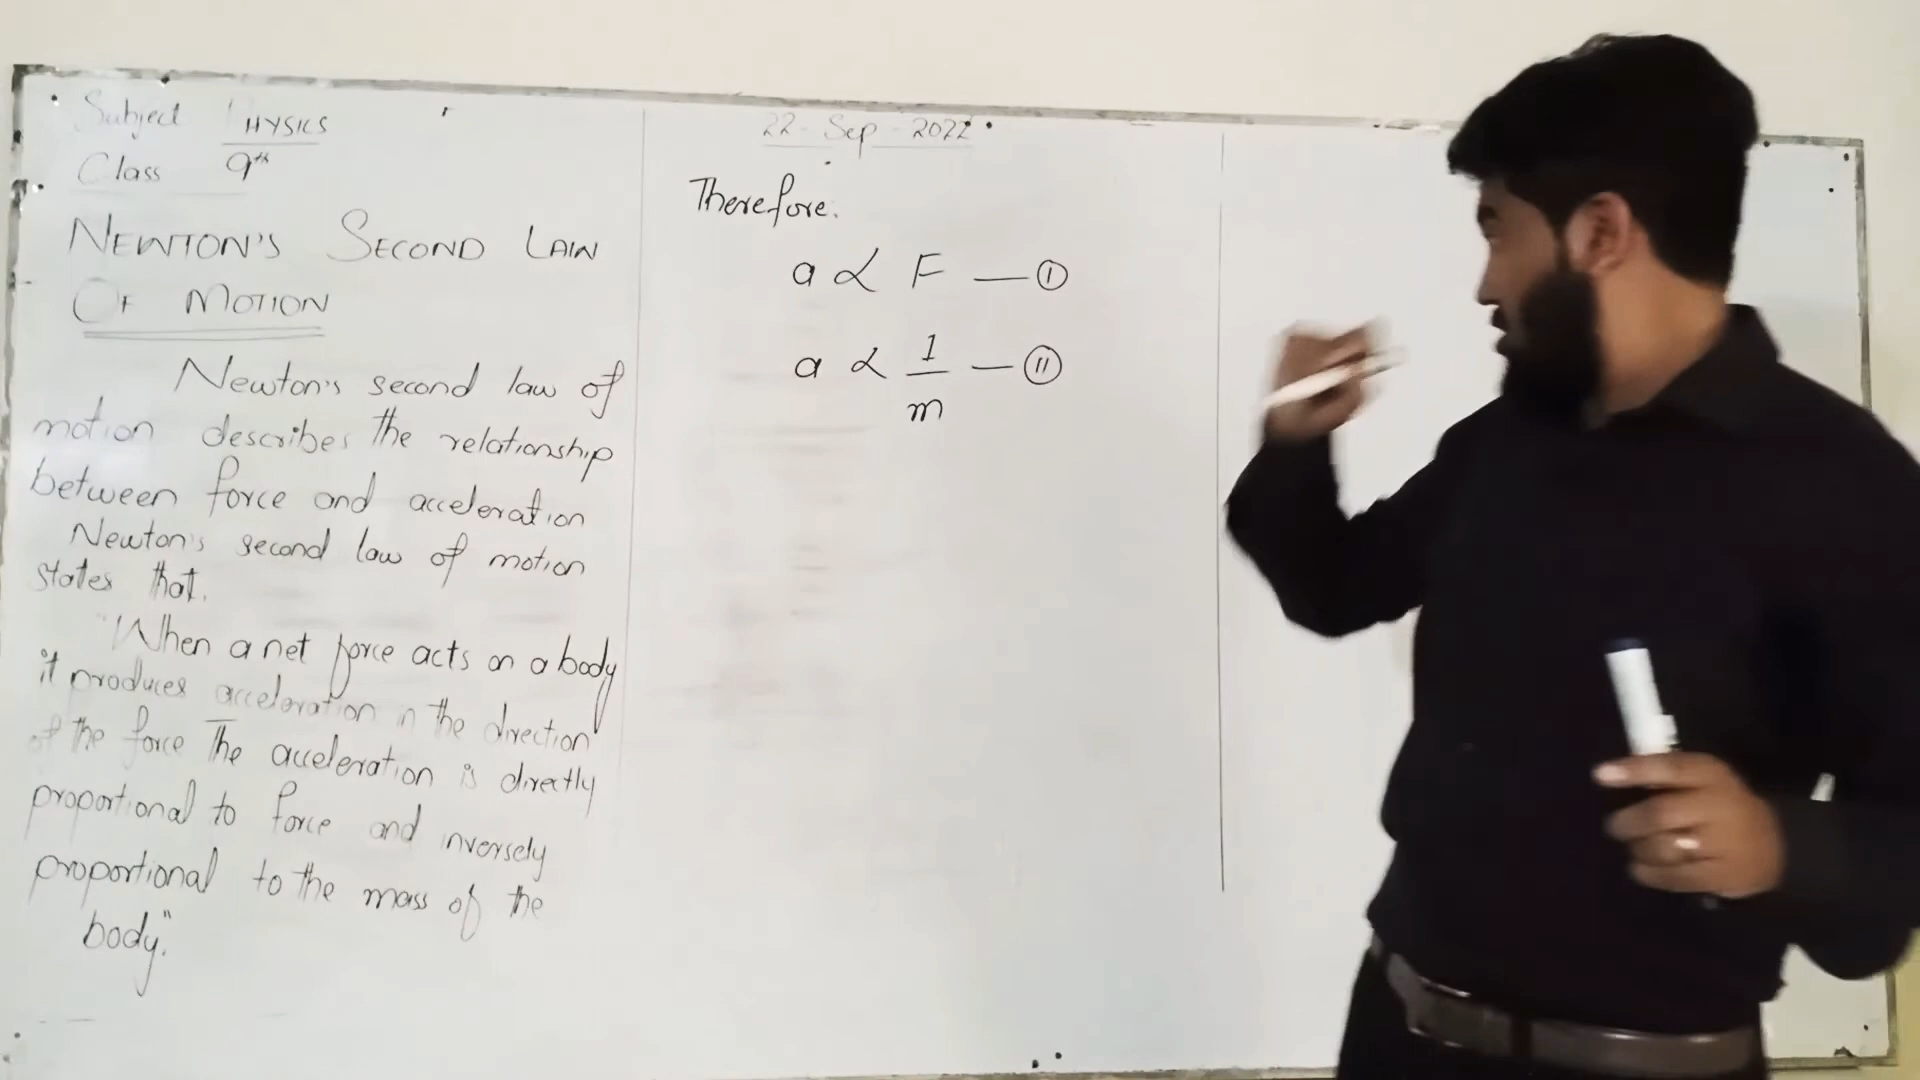 Subject PHYSICS
Class 9th
NEWTON'S SECOND LAW
OF MOTION
Newton's second law of
motion describes the relationship
between force and acceleration
Newton's second law of motion
states that.
"When a net force acts on a body
it produces acceleration in the direction
of the force The acceleration is directly
proportional to force and inversely
proportional to the mass of the
body."
22-Sep-2022
Therefore:
a ∝ F — (I)
a ∝ 1/m — (II)